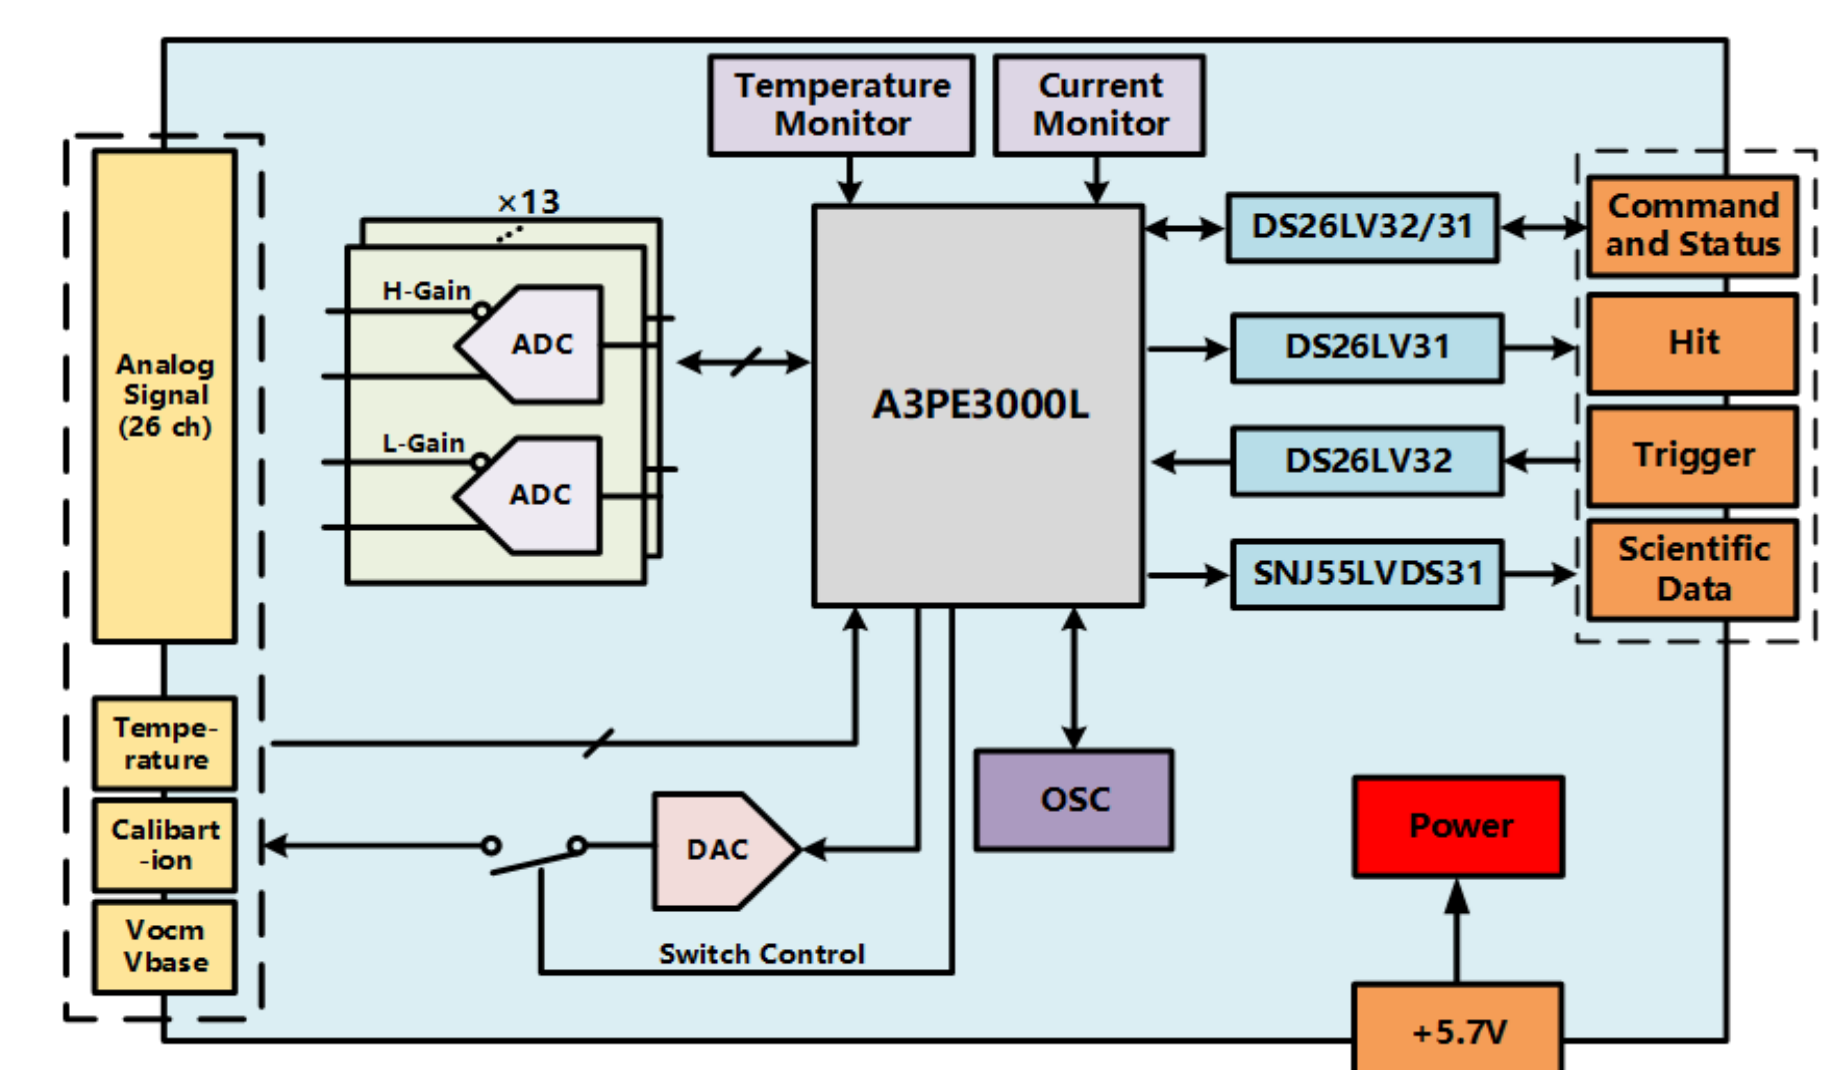 Temperature
Monitor
Current
Monitor
×13
H-Gain
ADC
L-Gain
ADC
Analog
Signal
(26 ch)
A3PE3000L
DS26LV32/31
Command
and Status
DS26LV31
Hit
DS26LV32
Trigger
SNJ55LVDS31
Scientific
Data
Tempe-
rature
Calibart
-ion
Vocm
Vbase
DAC
Switch Control
OSC
Power
+5.7V